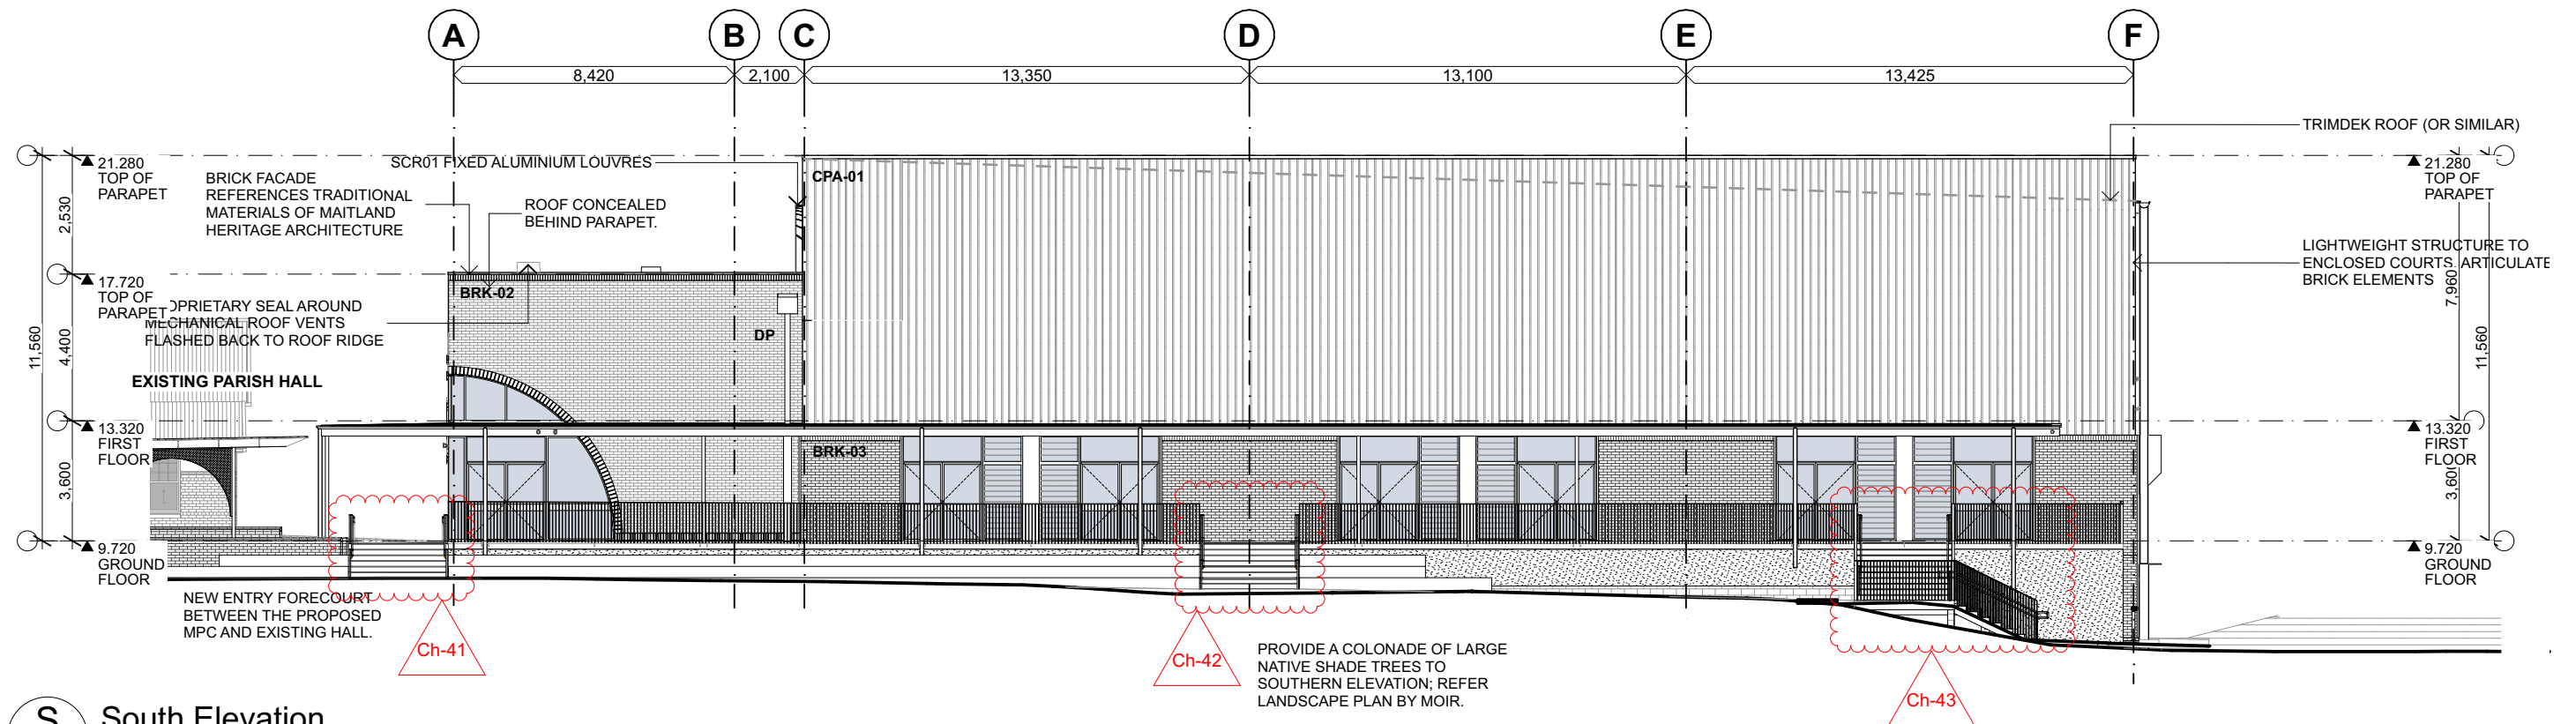 A
B
C
D
E
F
8,420
2,100
13,350
13,100
13,425
TRIMDEK ROOF (OR SIMILAR)
21.280
TOP OF
PARAPET
SCR01 FIXED ALUMINIUM LOUVRES
CPA-01
21.280
TOP OF
PARAPET
BRICK FACADE
REFERENCES TRADITIONAL
MATERIALS OF MAITLAND
HERITAGE ARCHITECTURE
ROOF CONCEALED
BEHIND PARAPET.
2,530
LIGHTWEIGHT STRUCTURE TO
ENCLOSED COURTS, ARTICULATE
BRICK ELEMENTS
7,960
17.720
TOP OF
PARAPET
BRK-02
OPRIETARY SEAL AROUND
MECHANICAL ROOF VENTS
FLASHED BACK TO ROOF RIDGE
DP
11,560
4,400
11,560
EXISTING PARISH HALL
13.320
FIRST
FLOOR
BRK-03
13.320
FIRST
FLOOR
3,600
3,600
9.720
GROUND
FLOOR
9.720
GROUND
FLOOR
NEW ENTRY FORECOURT
BETWEEN THE PROPOSED
MPC AND EXISTING HALL.
Ch-41
Ch-42
PROVIDE A COLONADE OF LARGE
NATIVE SHADE TREES TO
SOUTHERN ELEVATION; REFER
LANDSCAPE PLAN BY MOIR.
Ch-43
S
South Elevation